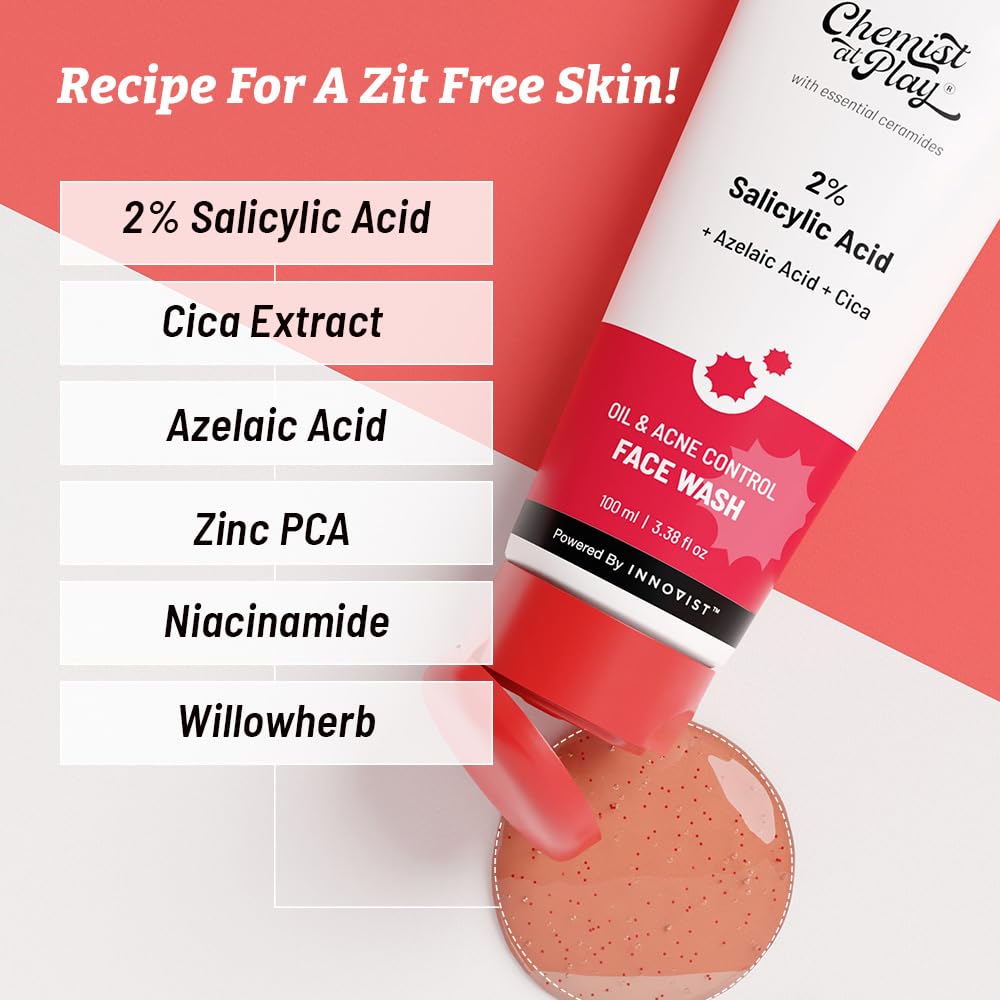 Recipe For A Zit Free Skin!
2% Salicylic Acid
Cica Extract
Azelaic Acid
Zinc PCA
Niacinamide
Willowherb
Chemist
at Play®
with essential ceramides
2%
Salicylic Acid
+ Azelaic Acid + Cica
OIL & ACNE CONTROL
FACE WASH
100 ml | 3.38 fl oz
Powered By INNOVIST™